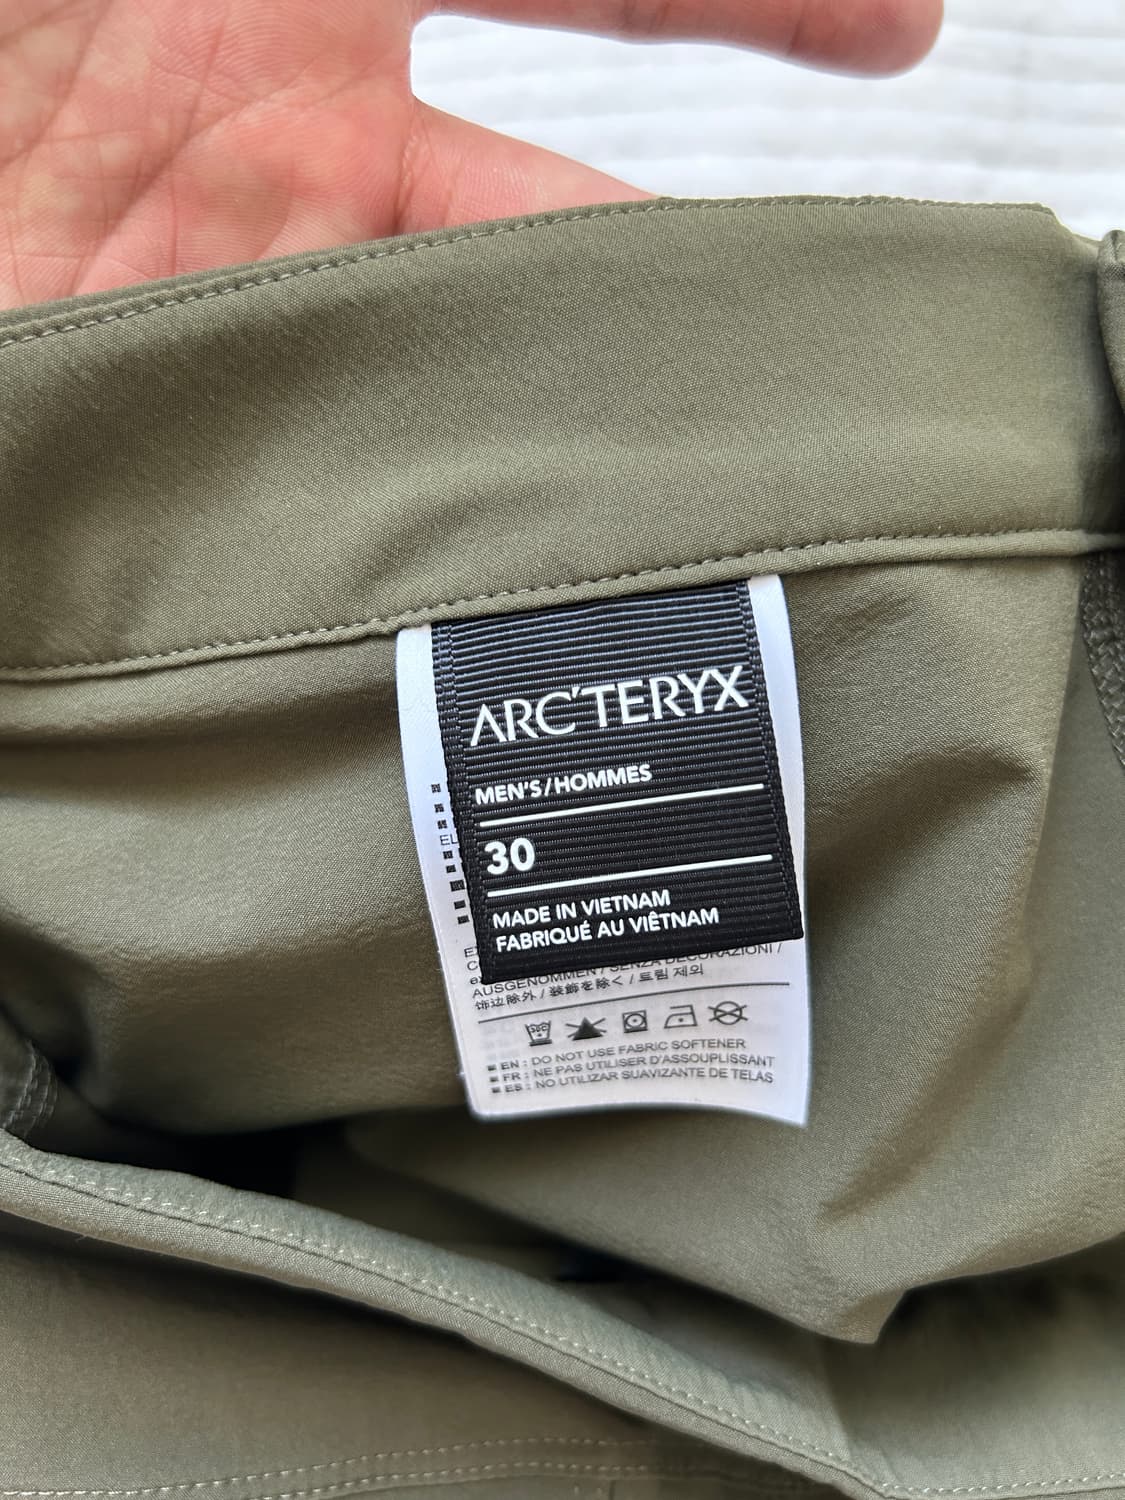 ARC'TERYX
MEN'S/HOMMES
30
MADE IN VIETNAM
FABRIQUÉ AU VIÊTNAM
EL
SENZA DECORAZIONI /
AUSGENOMMEN /
饰边除外 / 装飾を除く / 트림 제외
EN : DO NOT USE FABRIC SOFTENER
FR : NE PAS UTILISER D'ASSOUPLISSANT
ES : NO UTILIZAR SUAVIZANTE DE TELAS